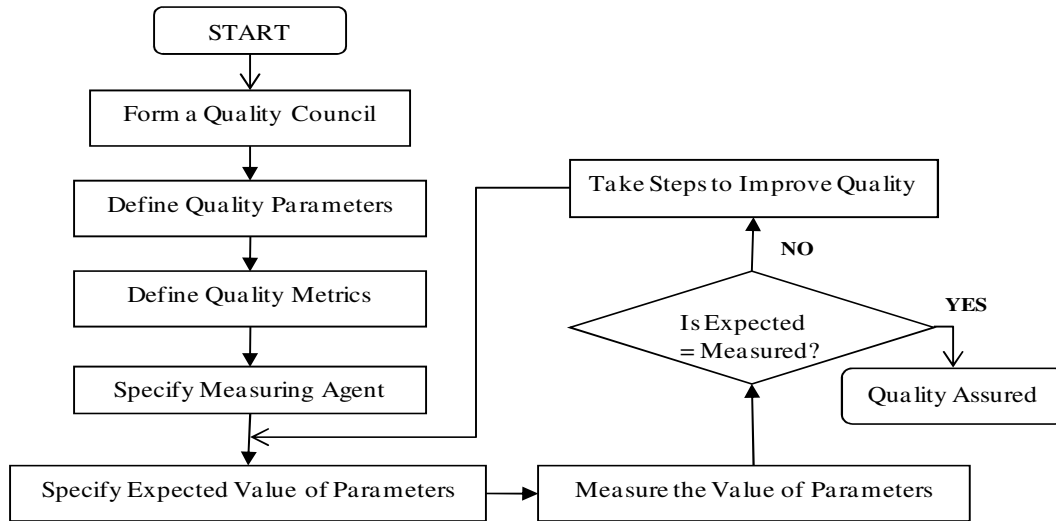 START
Form a Quality Council
Define Quality Parameters
Define Quality Metrics
Specify Measuring Agent
Specify Expected Value of Parameters
Measure the Value of Parameters
Is Expected
= Measured?
NO
Take Steps to Improve Quality
YES
Quality Assured